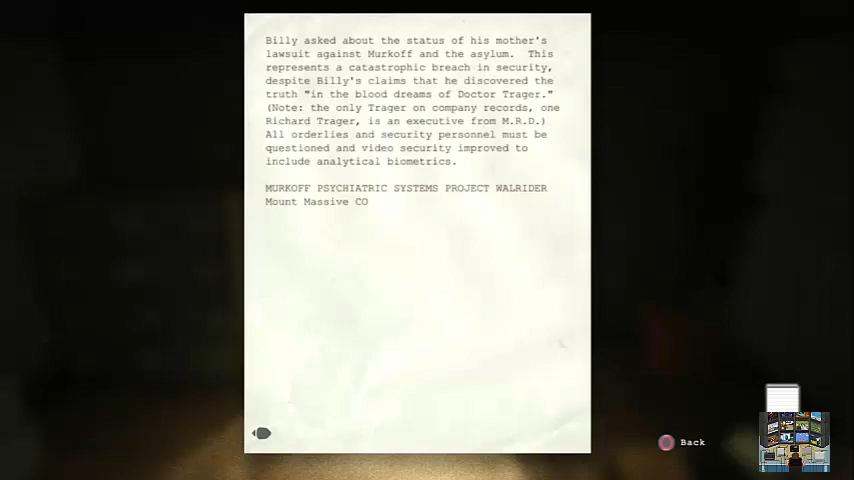 Billy asked about the status of his mother's
lawsuit against Murkoff and the asylum.  This
represents a catastrophic breach in security,
despite Billy's claims that he discovered the
truth "in the blood dreams of Doctor Trager."
(Note: the only Trager on company records, one
Richard Trager, is an executive from M.R.D.)
All orderlies and security personnel must be
questioned and video security improved to
include analytical biometrics.
MURKOFF PSYCHIATRIC SYSTEMS PROJECT WALRIDER
Mount Massive CO
Back